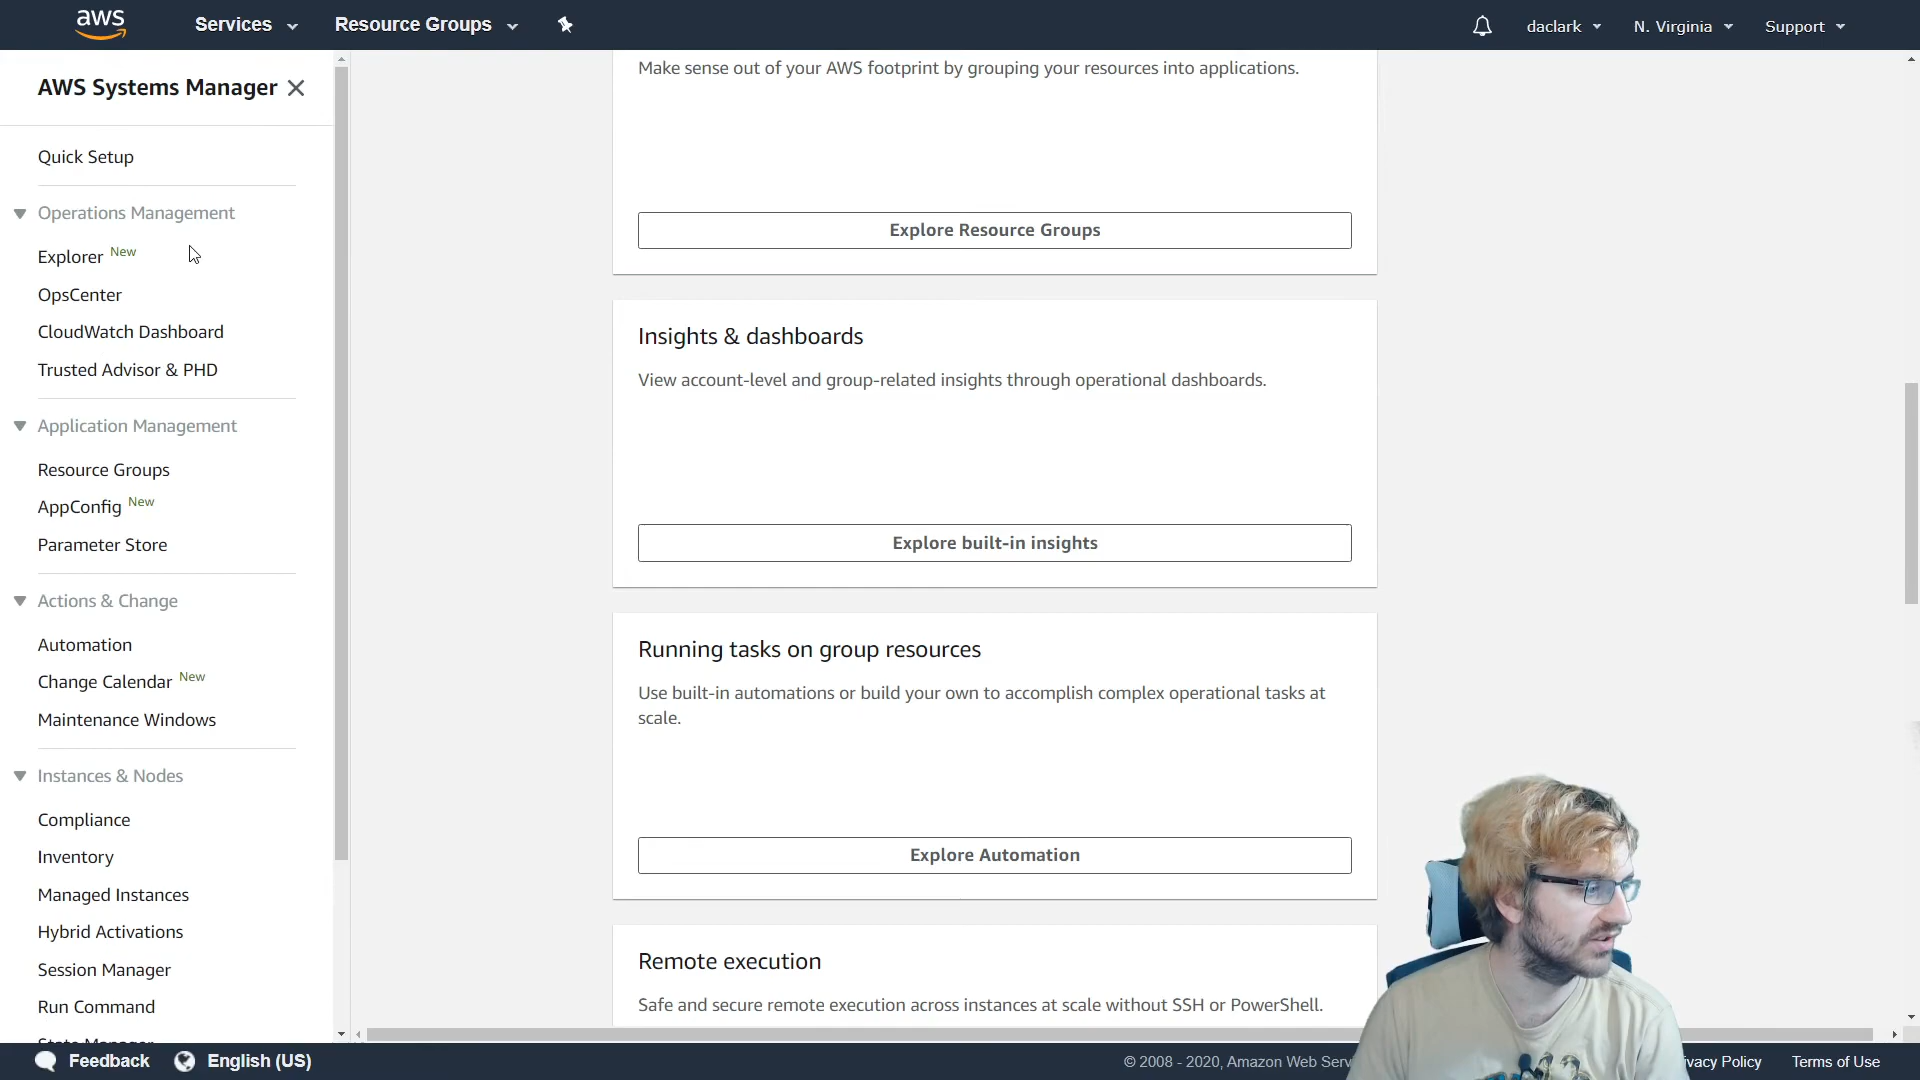 aws
Services
Resource Groups
daclark
N. Virginia
Support
AWS Systems Manager
Quick Setup
Operations Management
Explorer New
OpsCenter
CloudWatch Dashboard
Trusted Advisor & PHD
Application Management
Resource Groups
AppConfig New
Parameter Store
Actions & Change
Automation
Change Calendar New
Maintenance Windows
Instances & Nodes
Compliance
Inventory
Managed Instances
Hybrid Activations
Session Manager
Run Command
Make sense out of your AWS footprint by grouping your resources into applications.
Explore Resource Groups
Insights & dashboards
View account-level and group-related insights through operational dashboards.
Explore built-in insights
Running tasks on group resources
Use built-in automations or build your own to accomplish complex operational tasks at
scale.
Explore Automation
Remote execution
Safe and secure remote execution across instances at scale without SSH or PowerShell.
Feedback
English (US)
© 2008 - 2020, Amazon Web
Policy
Terms of Use